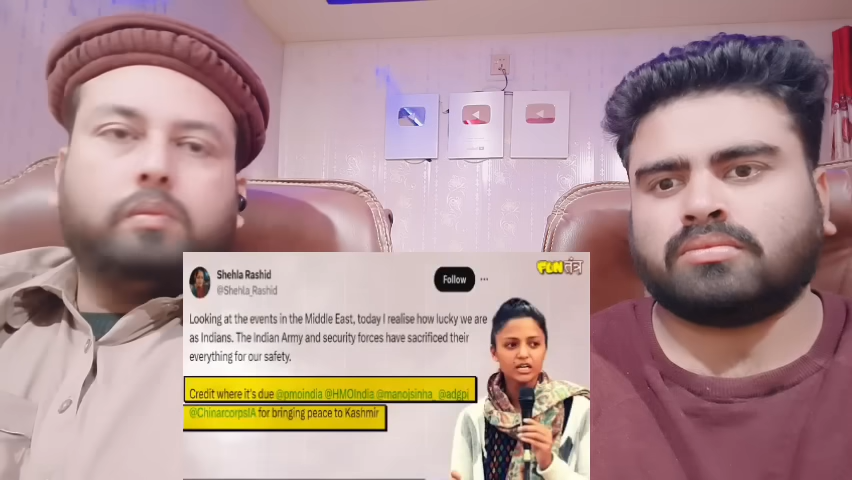 Shehla Rashid
@Shehla_Rashid
Follow
FUNतंत्र
Looking at the events in the Middle East, today I realise how lucky we are
as Indians. The Indian Army and security forces have sacrificed their
everything for our safety.
Credit where it's due @pmoindia @HMOIndia @manojsinha_ @adgpi
@ChinarcorpsIA for bringing peace to Kashmir